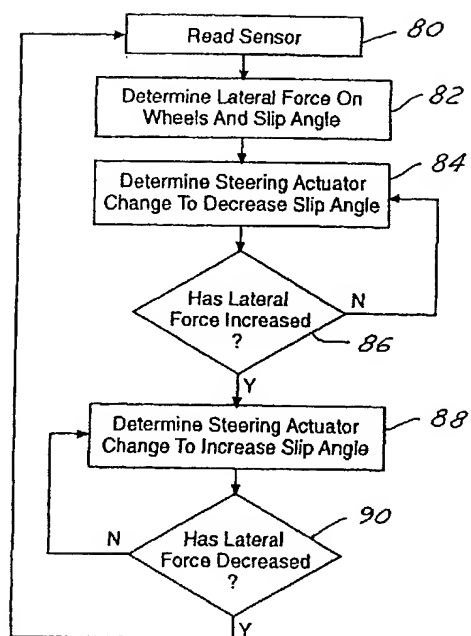 Read Sensor
80
Determine Lateral Force On
Wheels And Slip Angle
82
84
Determine Steering Actuator
Change To Decrease Slip Angle
Has Lateral
Force Increased
?
N
86
Y
Determine Steering Actuator
Change To Increase Slip Angle
88
90
N
Has Lateral
Force Decreased
?
Y